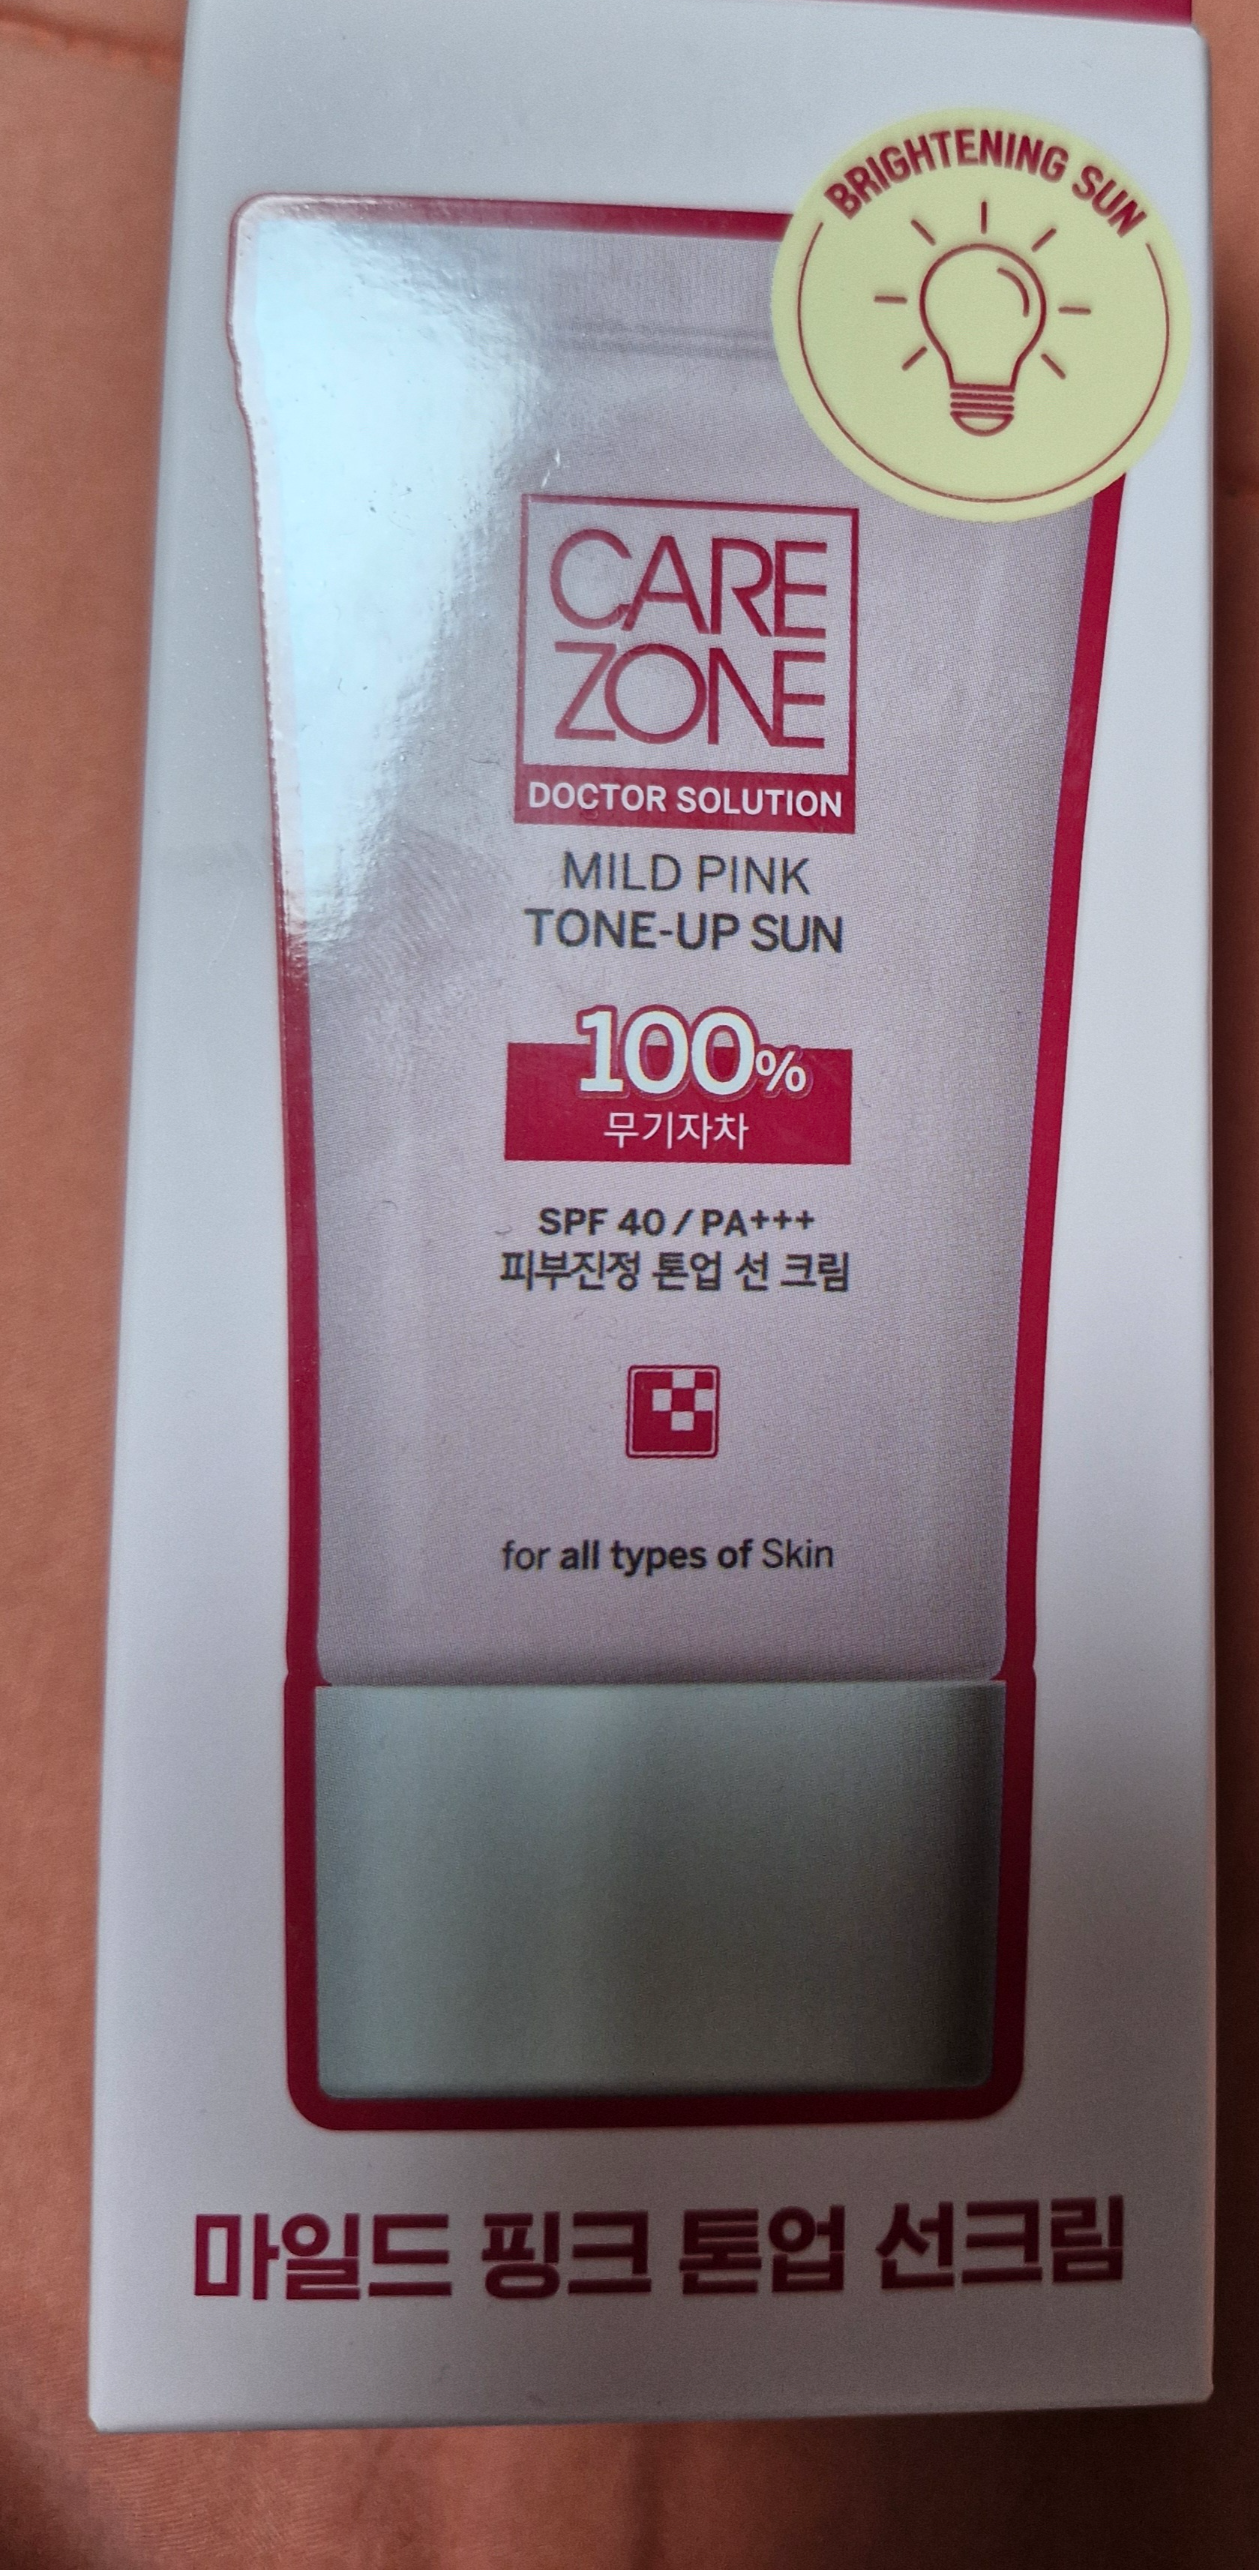 BRIGHTENING SUN
CARE
ZONE
DOCTOR SOLUTION
MILD PINK
TONE-UP SUN
100%
무기자차
SPF 40 / PA+++
피부진정 톤업 선 크림
for all types of Skin
마일드 핑크 톤업 선크림